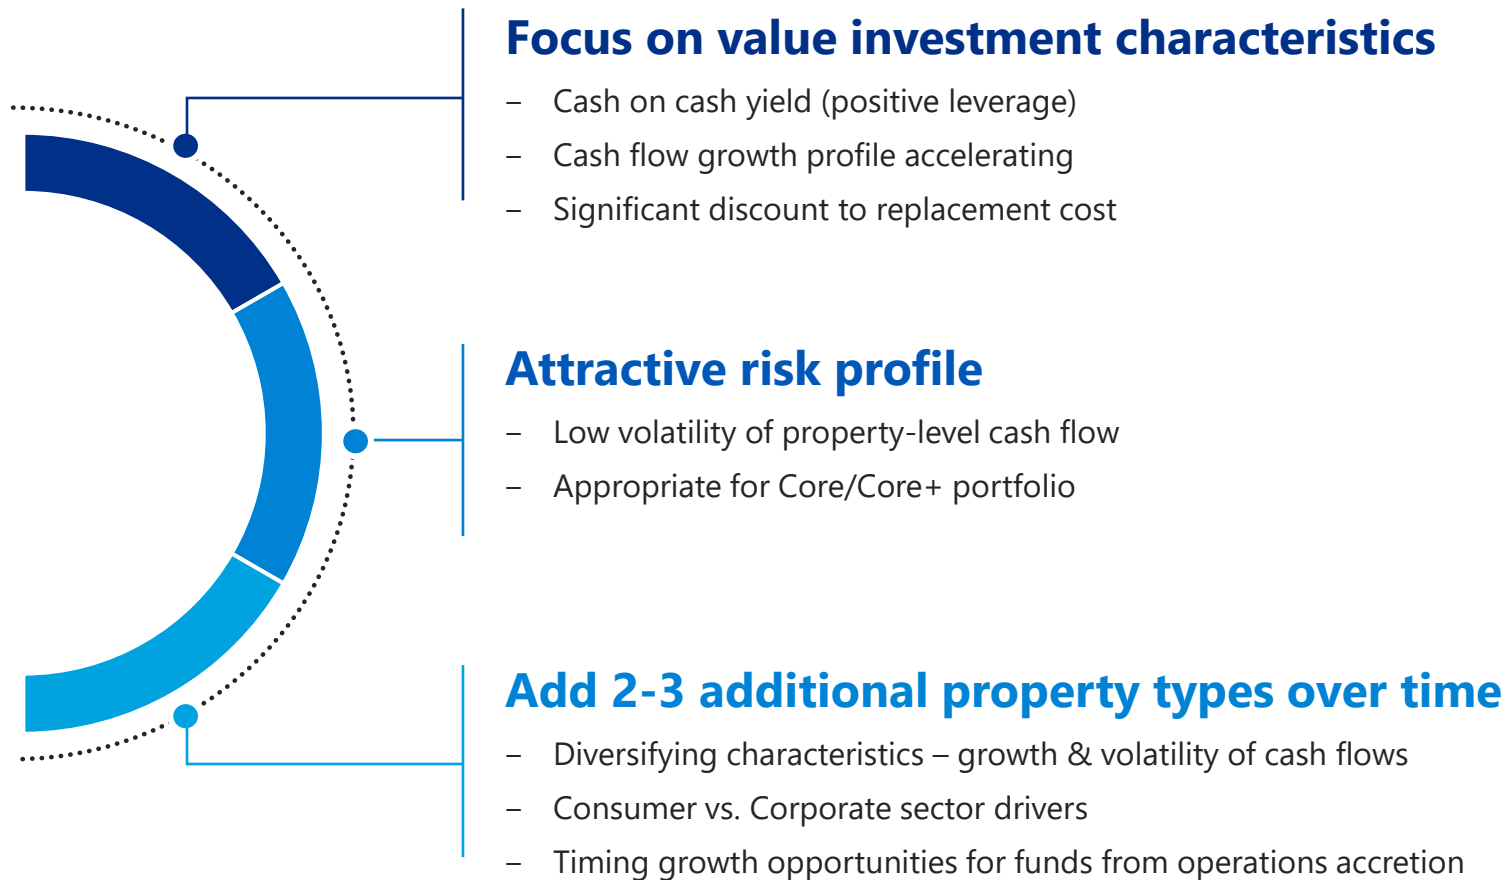 Focus on value investment characteristics
– Cash on cash yield (positive leverage)
– Cash flow growth profile accelerating
– Significant discount to replacement cost
Attractive risk profile
– Low volatility of property-level cash flow
– Appropriate for Core/Core+ portfolio
Add 2-3 additional property types over time
– Diversifying characteristics – growth & volatility of cash flows
– Consumer vs. Corporate sector drivers
– Timing growth opportunities for funds from operations accretion